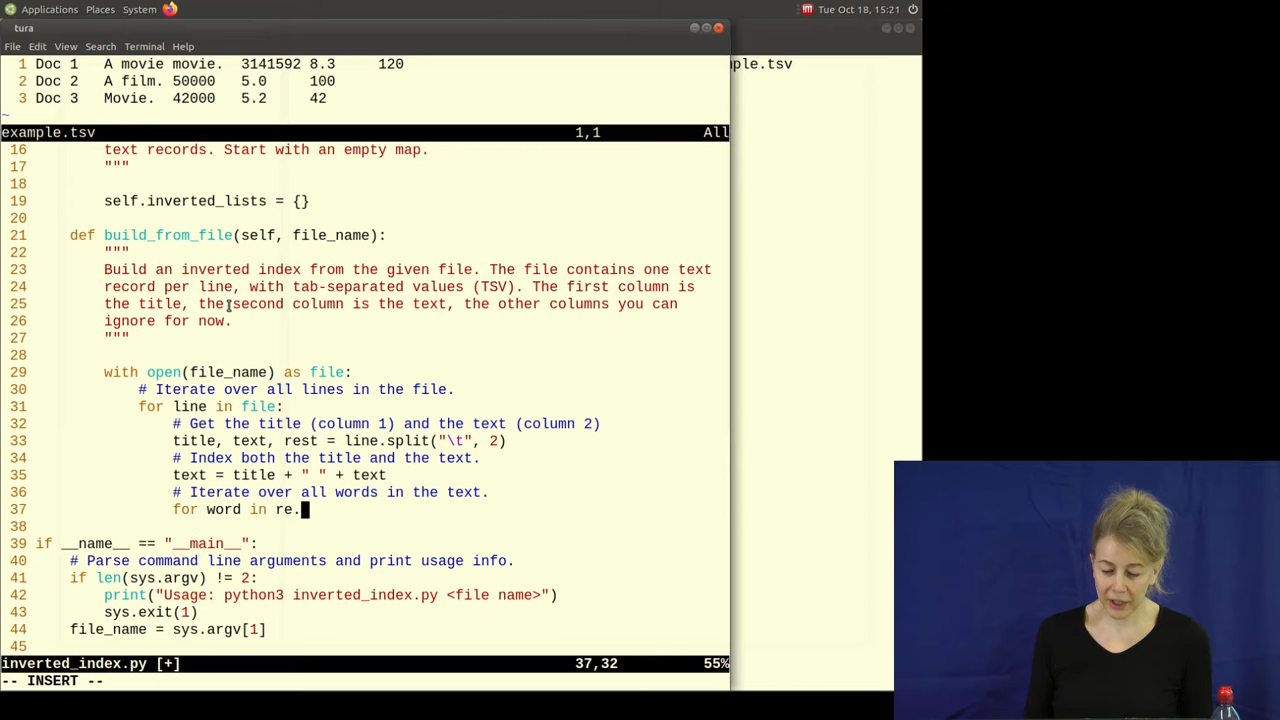 Applications Places System Tue Oct 18, 15:21
tura
File Edit View Search Terminal Help
1 Doc 1 A movie movie. 3141592 8.3 120
2 Doc 2 A film. 50000 5.0 100
3 Doc 3 Movie. 42000 5.2 42
~
example.tsv 1,1 All
16 text records. Start with an empty map.
17 """
18
19 self.inverted_lists = {}
20
21 def build_from_file(self, file_name):
22 """
23 Build an inverted index from the given file. The file contains one text
24 record per line, with tab-separated values (TSV). The first column is
25 the title, the second column is the text, the other columns you can
26 ignore for now.
27 """
28
29 with open(file_name) as file:
30 # Iterate over all lines in the file.
31 for line in file:
32 # Get the title (column 1) and the text (column 2)
33 title, text, rest = line.split("\t", 2)
34 # Index both the title and the text.
35 text = title + " " + text
36 # Iterate over all words in the text.
37 for word in re.
38
39 if __name__ == "__main__":
40 # Parse command line arguments and print usage info.
41 if len(sys.argv) != 2:
42 print("Usage: python3 inverted_index.py <file name>")
43 sys.exit(1)
44 file_name = sys.argv[1]
45
inverted_index.py [+] 37,32 55%
-- INSERT --
ple.tsv